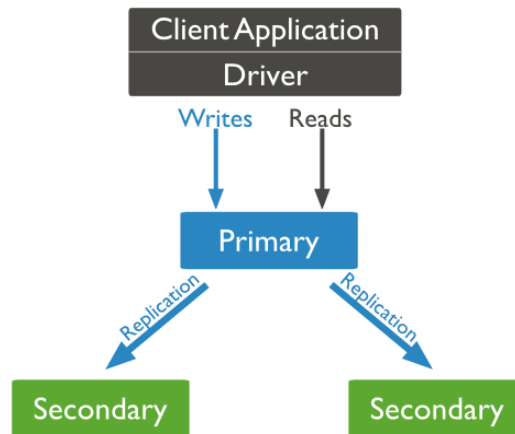 Client Application
Driver
Writes Reads
Primary
Replication Replication
Secondary Secondary